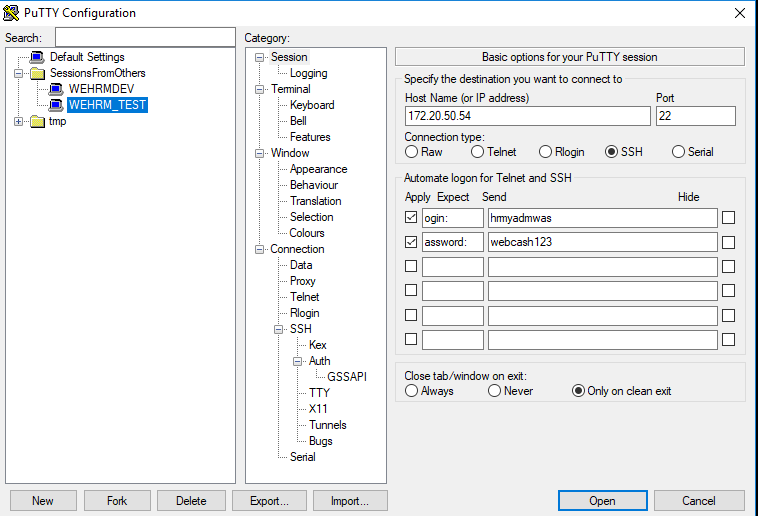 PuTTY Configuration
Search:
Default Settings
SessionsFromOthers
WEHRMDEV
WEHRM_TEST
tmp
Category:
Session
Logging
Terminal
Keyboard
Bell
Features
Window
Appearance
Behaviour
Translation
Selection
Colours
Connection
Data
Proxy
Telnet
Rlogin
SSH
Kex
Auth
GSSAPI
TTY
X11
Tunnels
Bugs
Serial
Basic options for your PuTTY session
Specify the destination you want to connect to
Host Name (or IP address) Port
172.20.50.54 22
Connection type:
Raw Telnet Rlogin SSH Serial
Automate logon for Telnet and SSH
Apply Expect Send Hide
ogin: hrmyadmwas
assword: webcash123
Close tab/window on exit:
Always Never Only on clean exit
New Fork Delete Export... Import... Open Cancel